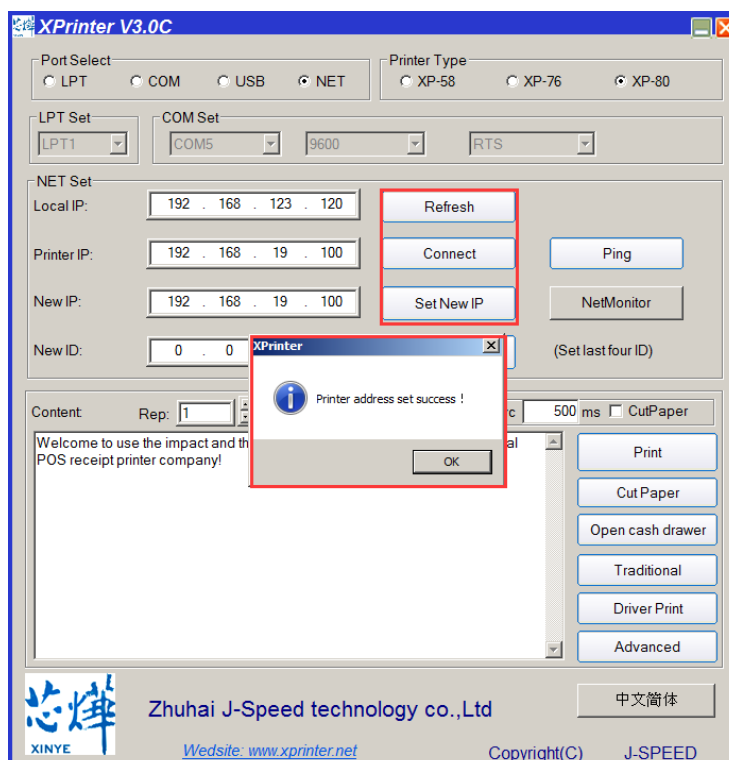 XPrinter V3.0C
Port Select
LPT COM USB NET
Printer Type
XP-58 XP-76 XP-80
LPT Set
LPT1
COM Set
COM5 9600 RTS
NET Set
Local IP: 192 . 168 . 123 . 120 Refresh
Printer IP: 192 . 168 . 19 . 100 Connect Ping
New IP: 192 . 168 . 19 . 100 Set New IP NetMonitor
New ID: 0 . 0 (Set last four ID)
XPrinter
Printer address set success !
OK
Content: Rep: 1 500 ms CutPaper
Welcome to use the impact and th
POS receipt printer company!
Print
Cut Paper
Open cash drawer
Traditional
Driver Print
Advanced
芯烨
XINYE
Zhuhai J-Speed technology co.,Ltd
中文简体
Wedsite: www.xprinter.net
Copyright(C) J-SPEED